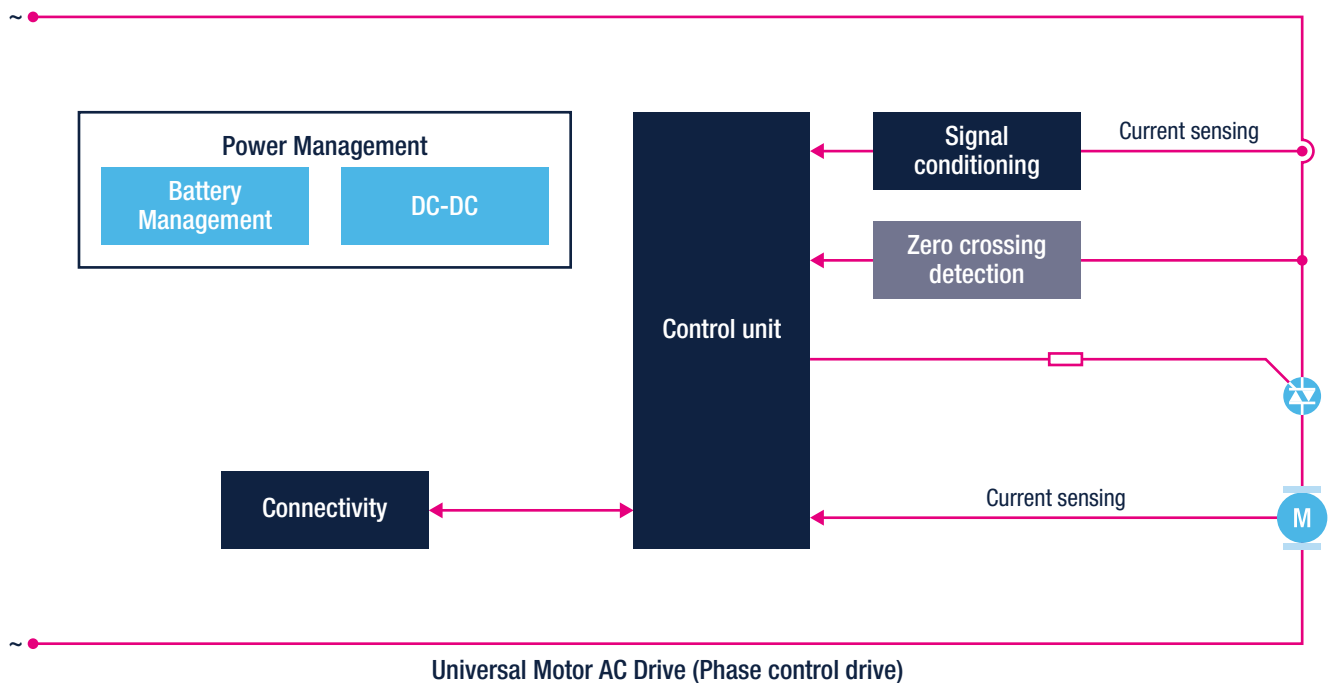 ~
Power Management
Battery
Management
DC-DC
Control unit
Signal
conditioning
Current sensing
Zero crossing
detection
Connectivity
Current sensing
M
~
Universal Motor AC Drive (Phase control drive)